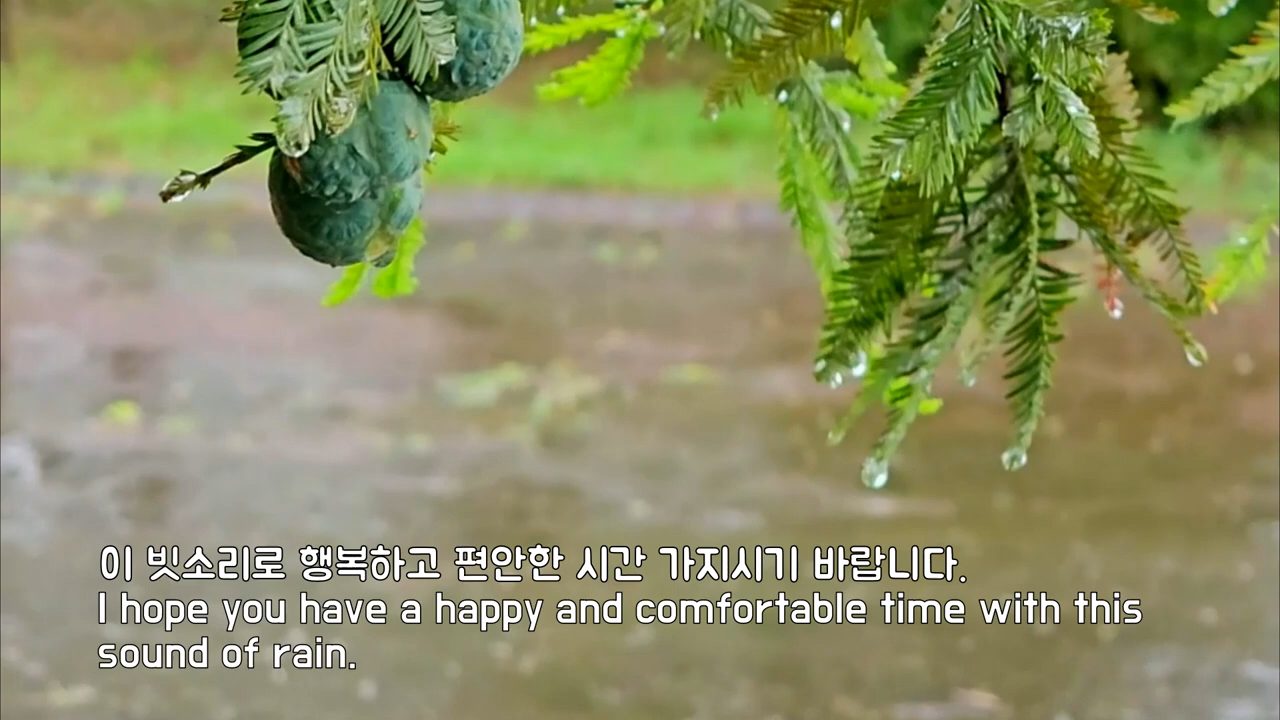 이 빗소리로 행복하고 편안한 시간 가지시기 바랍니다.
I hope you have a happy and comfortable time with this
sound of rain.